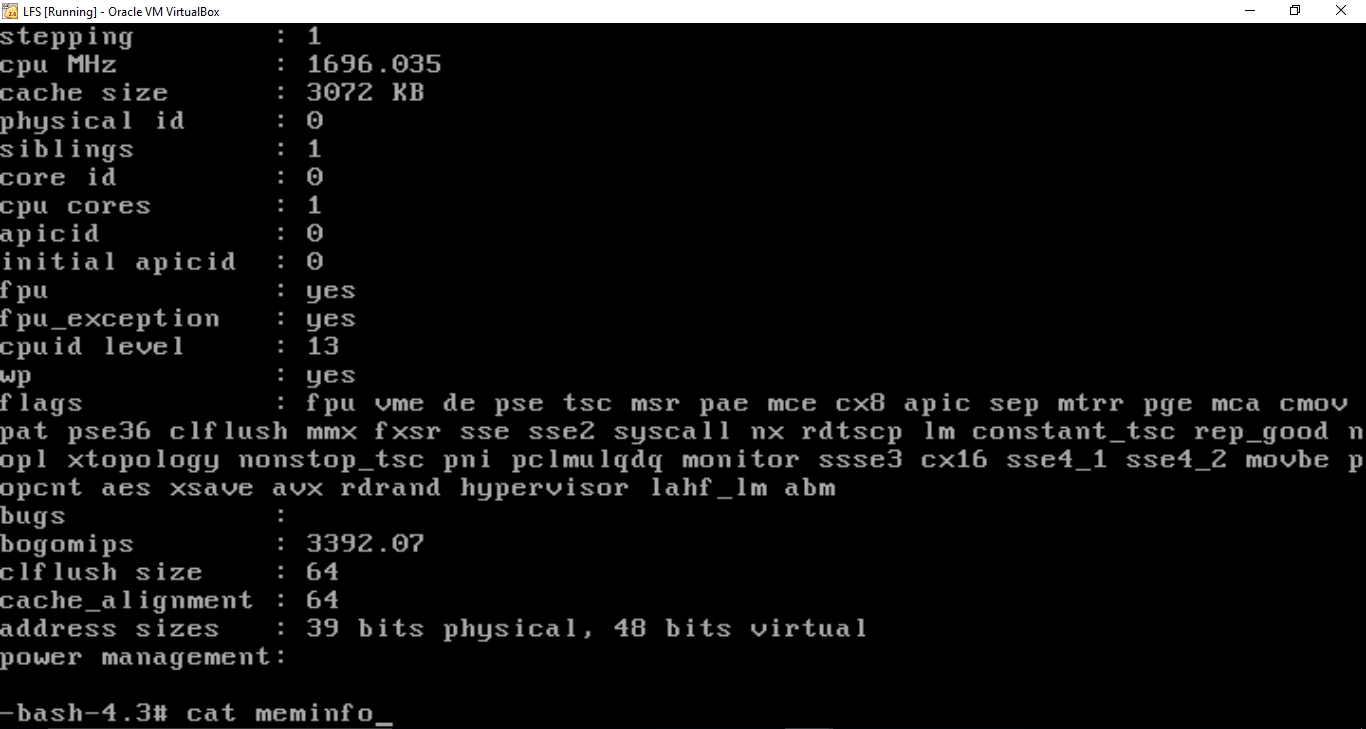 LFS [Running] - Oracle VM VirtualBox
stepping : 1
cpu MHz : 1696.035
cache size : 3072 KB
physical id : 0
siblings : 1
core id : 0
cpu cores : 1
apicid : 0
initial apicid : 0
fpu : yes
fpu_exception : yes
cpuid level : 13
wp : yes
flags : fpu vme de pse tsc msr pae mce cx8 apic sep mtrr pge mca cmov
pat pse36 clflush mmx fxsr sse sse2 syscall nx rdtscp lm constant_tsc rep_good n
opl xtopology nonstop_tsc pni pclmulqdq monitor ssse3 cx16 sse4_1 sse4_2 movbe p
opcnt aes xsave avx rdrand hypervisor lahf_lm abm
bugs :
bogomips : 3392.07
clflush size : 64
cache_alignment : 64
address sizes : 39 bits physical, 48 bits virtual
power management:
-bash-4.3# cat meminfo_